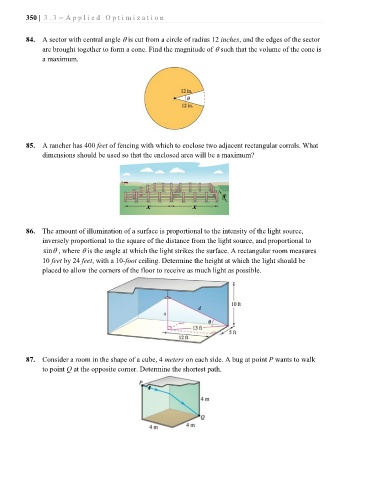 350 | 3.3 – Applied Optimization
84. A sector with central angle θ is cut from a circle of radius 12 inches, and the edges of the sector
are brought together to form a cone. Find the magnitude of θ such that the volume of the cone is
a maximum.
12 in.
θ
12 in.
85. A rancher has 400 feet of fencing with which to enclose two adjacent rectangular corrals. What
dimensions should be used so that the enclosed area will be a maximum?
x
x
86. The amount of illumination of a surface is proportional to the intensity of the light source,
inversely proportional to the square of the distance from the light source, and proportional to
sin θ , where θ is the angle at which the light strikes the surface. A rectangular room measures
10 feet by 24 feet, with a 10-foot ceiling. Determine the height at which the light should be
placed to allow the corners of the floor to receive as much light as possible.
10 ft
d
θ
13 ft
5 ft
12 ft
87. Consider a room in the shape of a cube, 4 meters on each side. A bug at point P wants to walk
to point Q at the opposite corner. Determine the shortest path.
P
4 m
Q
4 m
4 m